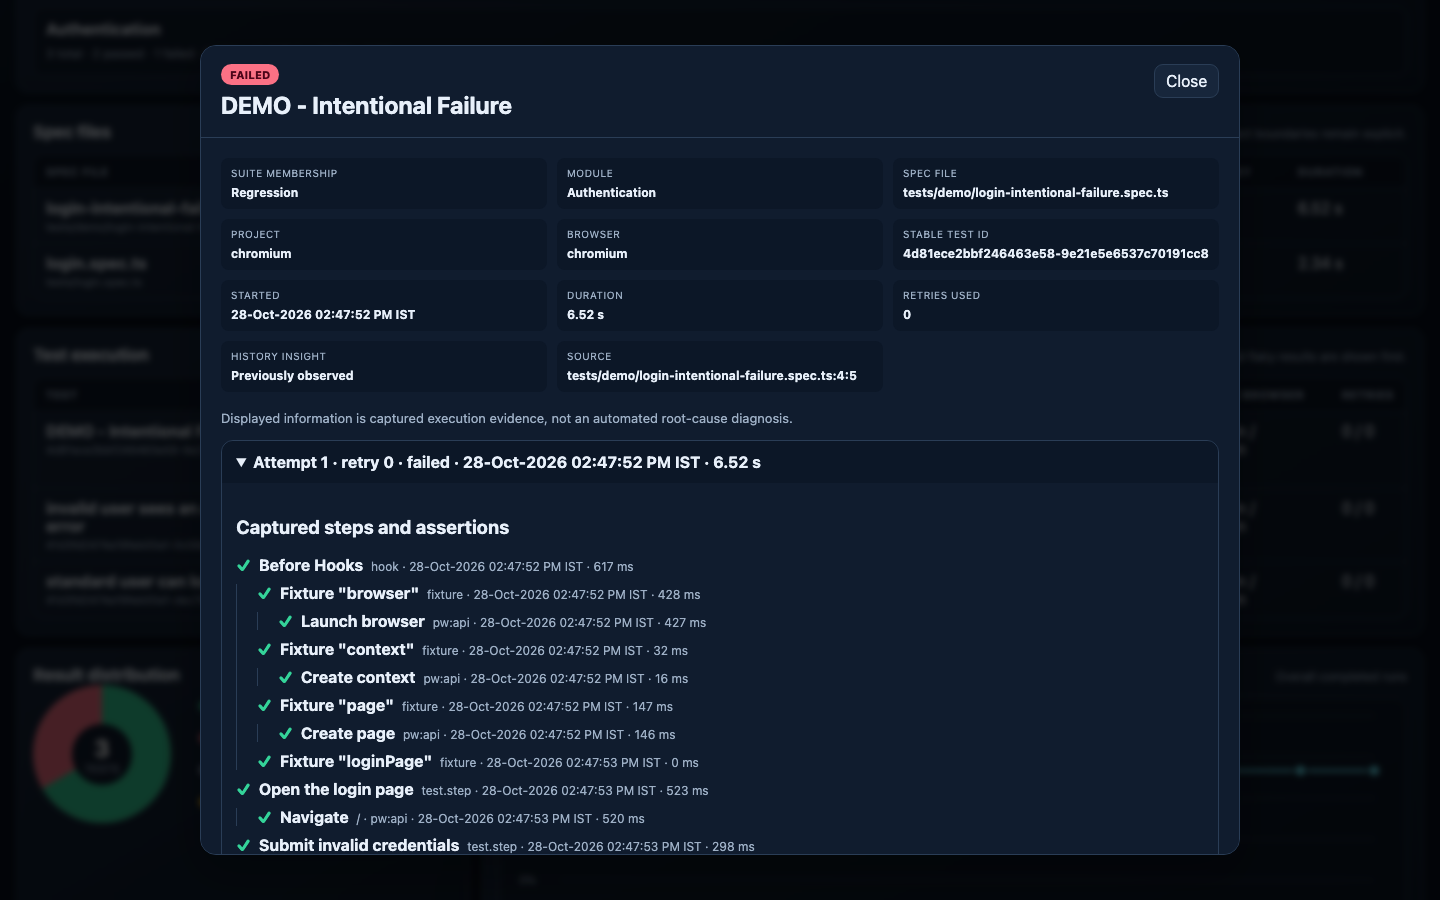 Authentication
FAILED
DEMO - Intentional Failure
Close
SUITE MEMBERSHIP
Regression
MODULE
Authentication
SPEC FILE
tests/demo/login-intentional-failure.spec.ts
PROJECT
chromium
BROWSER
chromium
STABLE TEST ID
4d81ece2bbf246463e58-9e21e5e6537c70191cc8
STARTED
28-Oct-2026 02:47:52 PM IST
DURATION
6.52 s
RETRIES USED
0
HISTORY INSIGHT
Previously observed
SOURCE
tests/demo/login-intentional-failure.spec.ts:4:5
Displayed information is captured execution evidence, not an automated root-cause diagnosis.
▼ Attempt 1 · retry 0 · failed · 28-Oct-2026 02:47:52 PM IST · 6.52 s
Captured steps and assertions
✓ Before Hooks hook · 28-Oct-2026 02:47:52 PM IST · 617 ms
✓ Fixture "browser" fixture · 28-Oct-2026 02:47:52 PM IST · 428 ms
✓ Launch browser pw:api · 28-Oct-2026 02:47:52 PM IST · 427 ms
✓ Fixture "context" fixture · 28-Oct-2026 02:47:52 PM IST · 32 ms
✓ Create context pw:api · 28-Oct-2026 02:47:52 PM IST · 16 ms
✓ Fixture "page" fixture · 28-Oct-2026 02:47:52 PM IST · 147 ms
✓ Create page pw:api · 28-Oct-2026 02:47:52 PM IST · 146 ms
✓ Fixture "loginPage" fixture · 28-Oct-2026 02:47:53 PM IST · 0 ms
✓ Open the login page test.step · 28-Oct-2026 02:47:53 PM IST · 523 ms
✓ Navigate / · pw:api · 28-Oct-2026 02:47:53 PM IST · 520 ms
✓ Submit invalid credentials test.step · 28-Oct-2026 02:47:53 PM IST · 298 ms
Spec files
login.spec.ts
Test execution
Result distribution
3